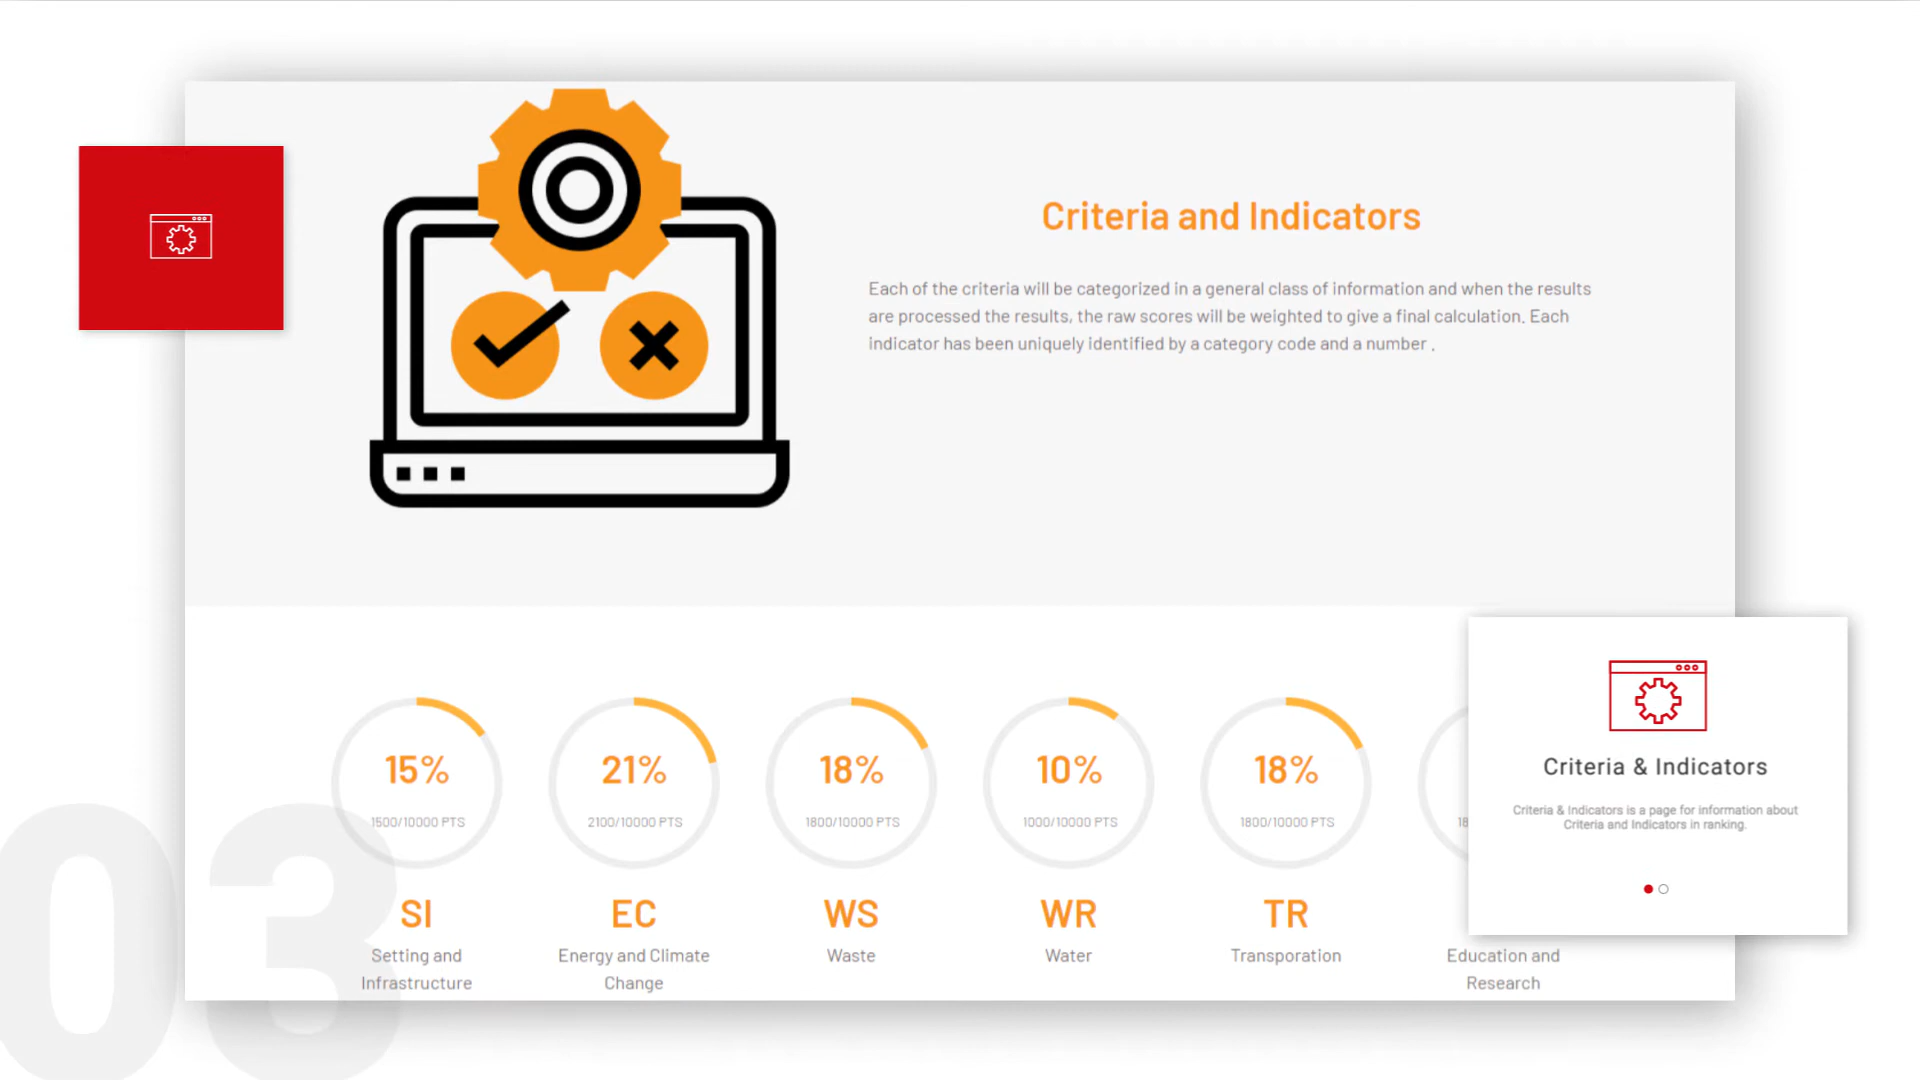 Criteria and Indicators
Each of the criteria will be categorized in a general class of information and when the results
are processed the results, the raw scores will be weighted to give a final calculation. Each
indicator has been uniquely identified by a category code and a number .
15%
1500/10000 PTS
SI
Setting and
Infrastructure
21%
2100/10000 PTS
EC
Energy and Climate
Change
18%
1800/10000 PTS
WS
Waste
10%
1000/10000 PTS
WR
Water
18%
1800/10000 PTS
TR
Transporation
18
Education and
Research
Criteria & Indicators
Criteria & Indicators is a page for information about
Criteria and Indicators in ranking.
03